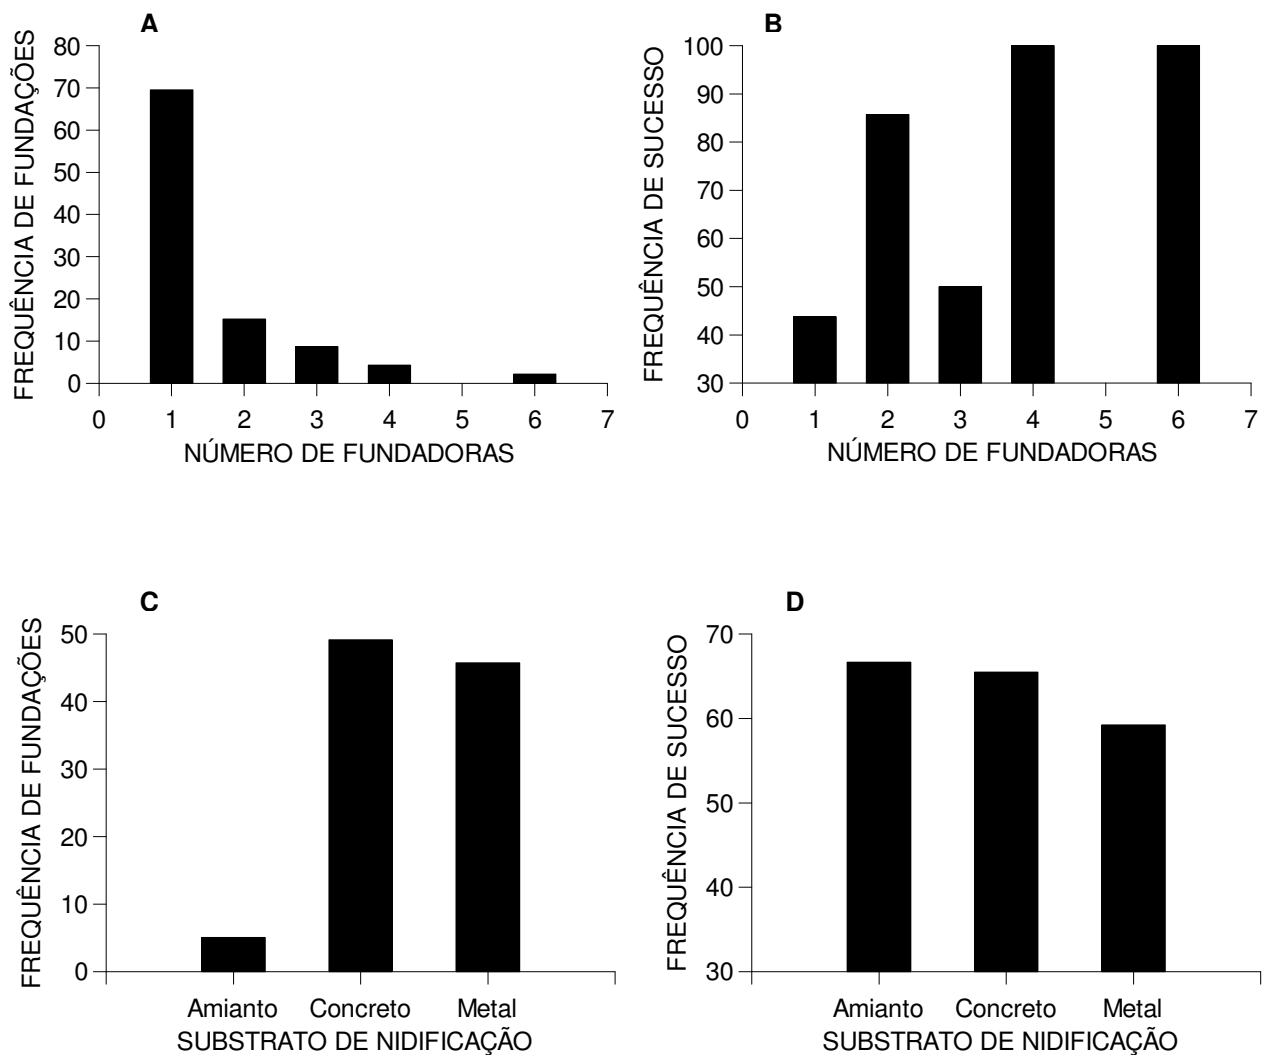 A
FREQUÊNCIA DE FUNDAÇÕES
80
70
60
50
40
30
20
10
0
0 1 2 3 4 5 6 7
NÚMERO DE FUNDADORAS
B
FREQUÊNCIA DE SUCESSO
100
90
80
70
60
50
40
30
0 1 2 3 4 5 6 7
NÚMERO DE FUNDADORAS
C
FREQUÊNCIA DE FUNDAÇÕES
50
40
30
20
10
0
Amianto Concreto Metal
SUBSTRATO DE NIDIFICAÇÃO
D
FREQUÊNCIA DE SUCESSO
70
60
50
40
30
Amianto Concreto Metal
SUBSTRATO DE NIDIFICAÇÃO